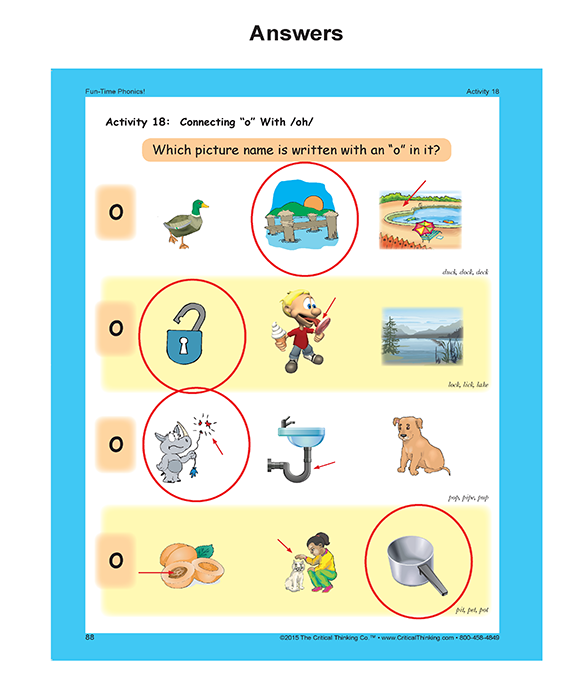 Answers
Fun-Time Phonics!
Activity 18
Activity 18: Connecting “o” With /oh/
Which picture name is written with an “o” in it?
o
duck, dock, deck
o
lock, lick, lake
o
pop, pipe, pup
o
pit, pet, pot
88
©2015 The Critical Thinking Co.™ • www.CriticalThinking.com • 800-458-4849